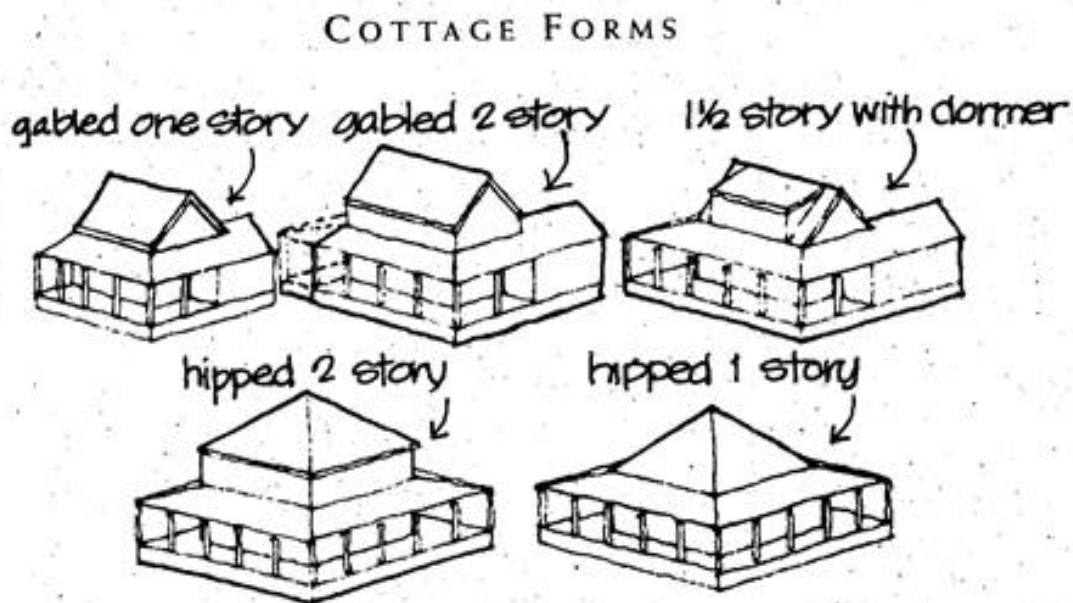 COTTAGE FORMS
gabled one story
gabled 2 story
1½ story with dormer
hipped 2 story
hipped 1 story